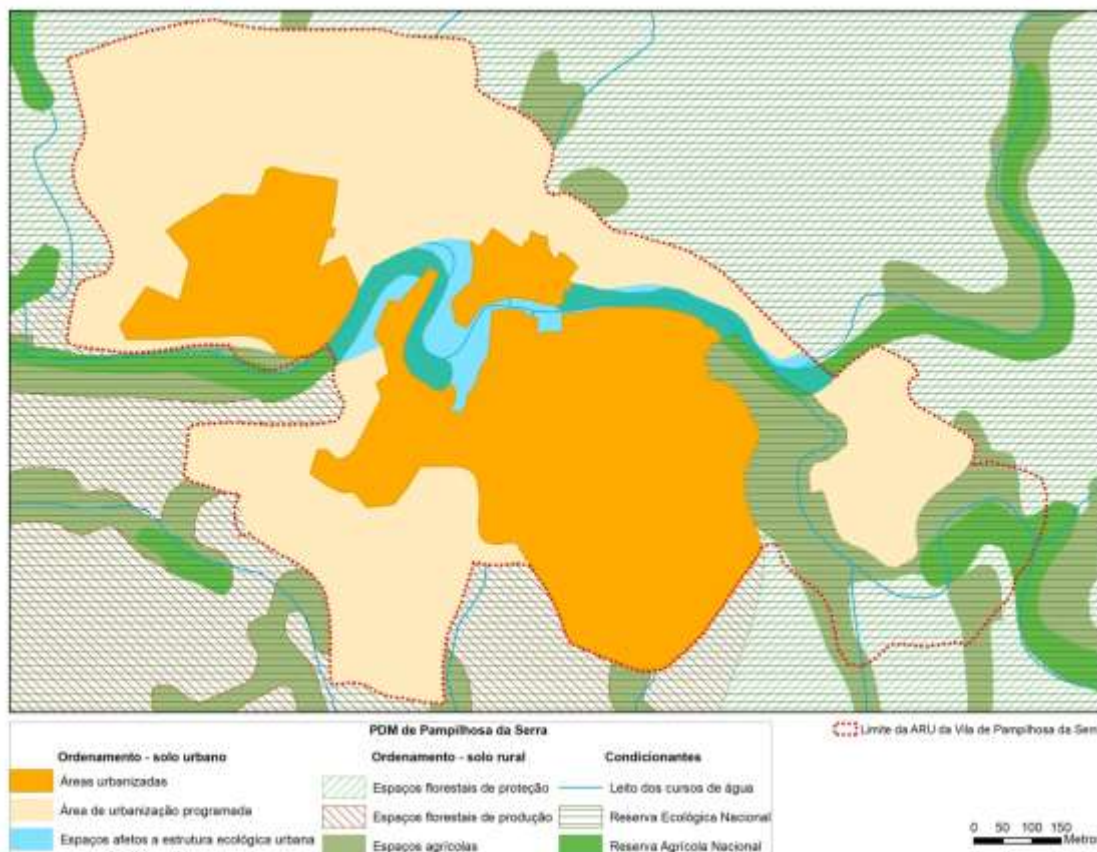 PDM de Pampilhosa da Serra
Ordenamento - solo urbano
Áreas urbanizadas
Área de urbanização programada
Espaços afetos a estrutura ecológica urbana
Ordenamento - solo rural
Espaços florestais de proteção
Espaços florestais de produção
Espaços agrícolas
Condicionantes
Leito dos cursos de água
Reserva Ecológica Nacional
Reserva Agrícola Nacional
Limite da ARU da Vila de Pampilhosa da Serr
0 50 100 150
Metros